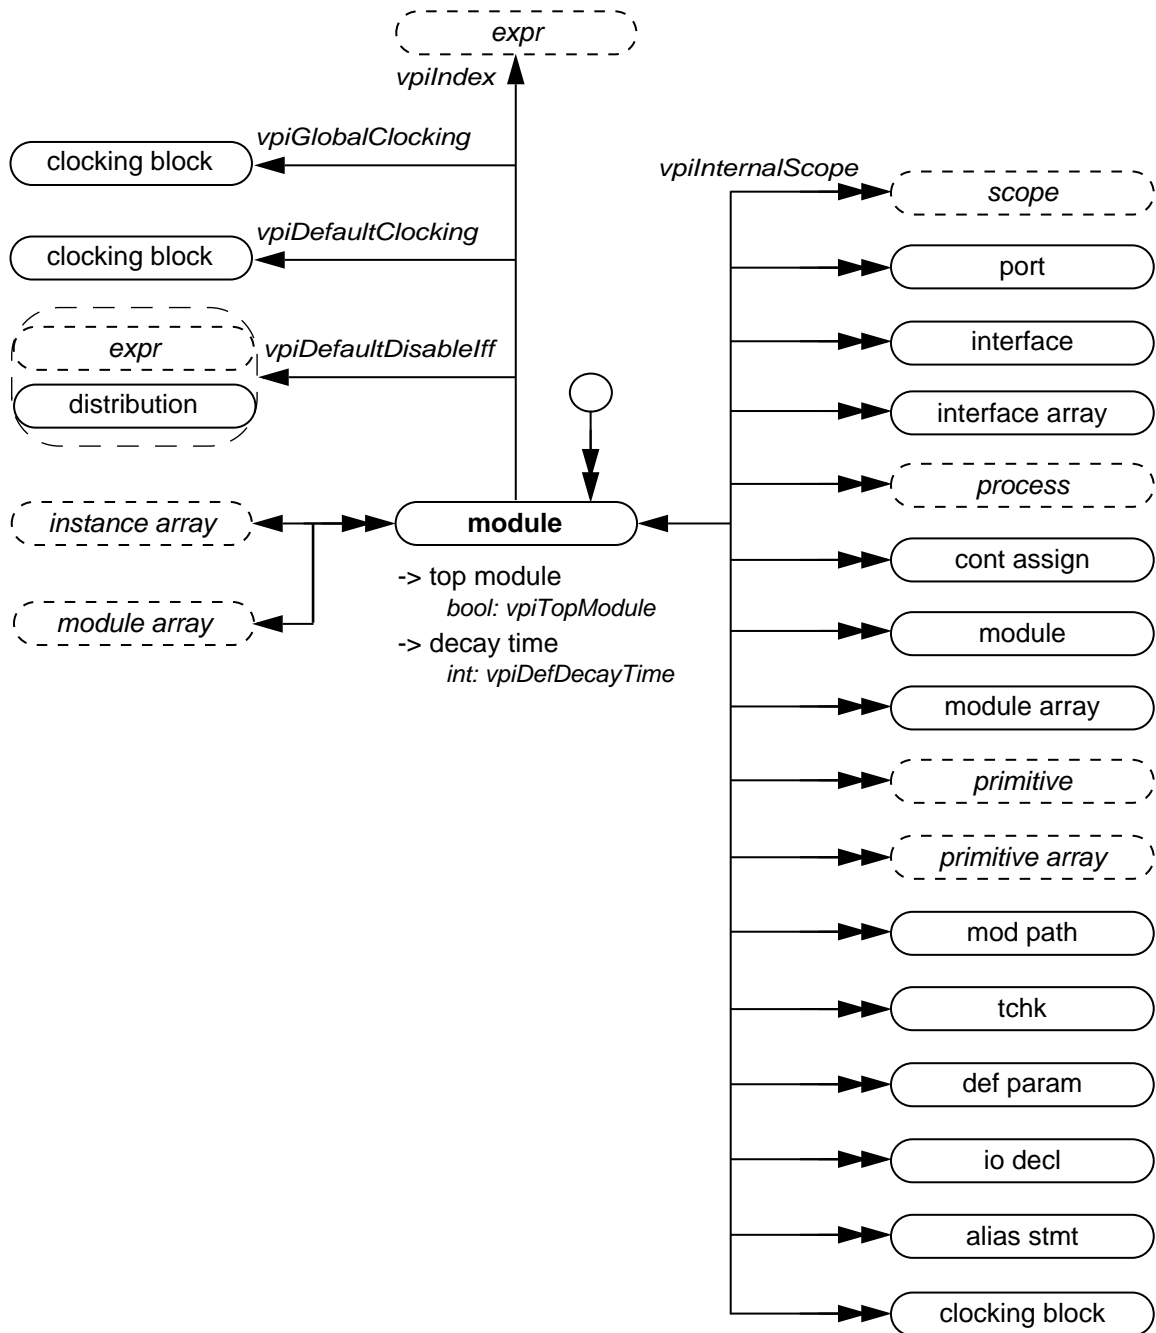 expr
vpiIndex
vpiGlobalClocking
clocking block
vpiInternalScope
scope
vpiDefaultClocking
clocking block
port
expr
vpiDefaultDisableIff
interface
distribution
interface array
process
instance array
module
cont assign
-> top module
bool: vpiTopModule
module array
-> decay time
int: vpiDefDecayTime
module
module array
primitive
primitive array
mod path
tchk
def param
io decl
alias stmt
clocking block